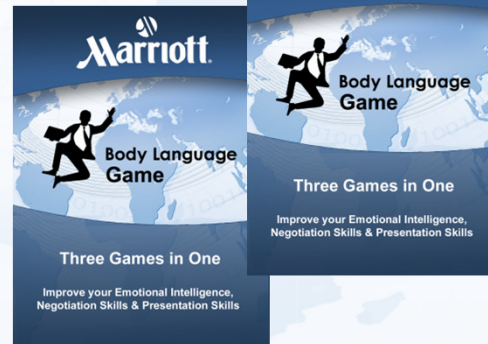 Marriott
Body Language
Game
Three Games in One
Improve your Emotional Intelligence,
Negotiation Skills & Presentation Skills
Body Language
Game
Three Games in One
Improve your Emotional Intelligence,
Negotiation Skills & Presentation Skills